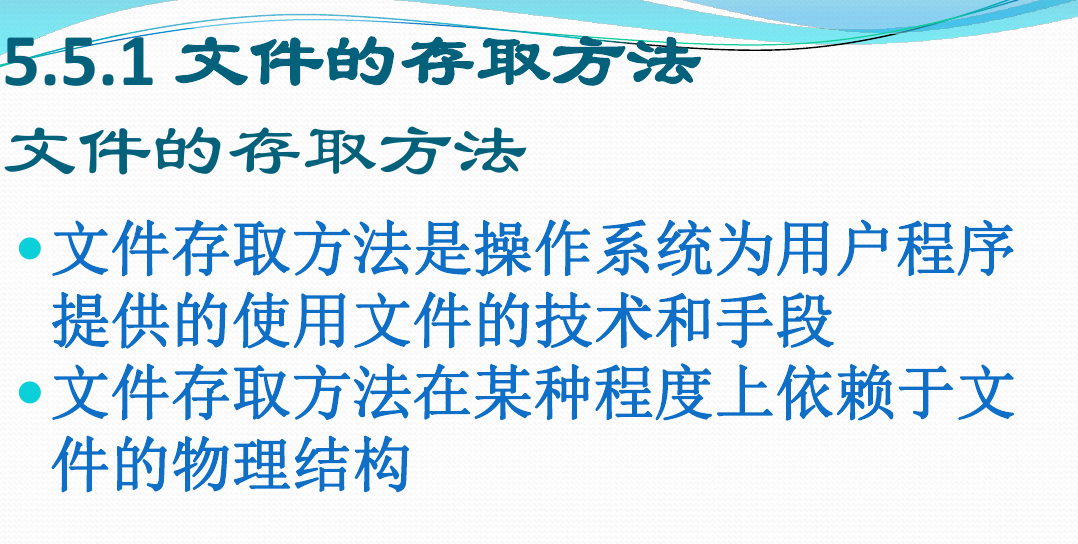 5.5.1 文件的存取方法
文件的存取方法
•文件存取方法是操作系统为用户程序
提供的使用文件的技术和手段
•文件存取方法在某种程度上依赖于文
件的物理结构